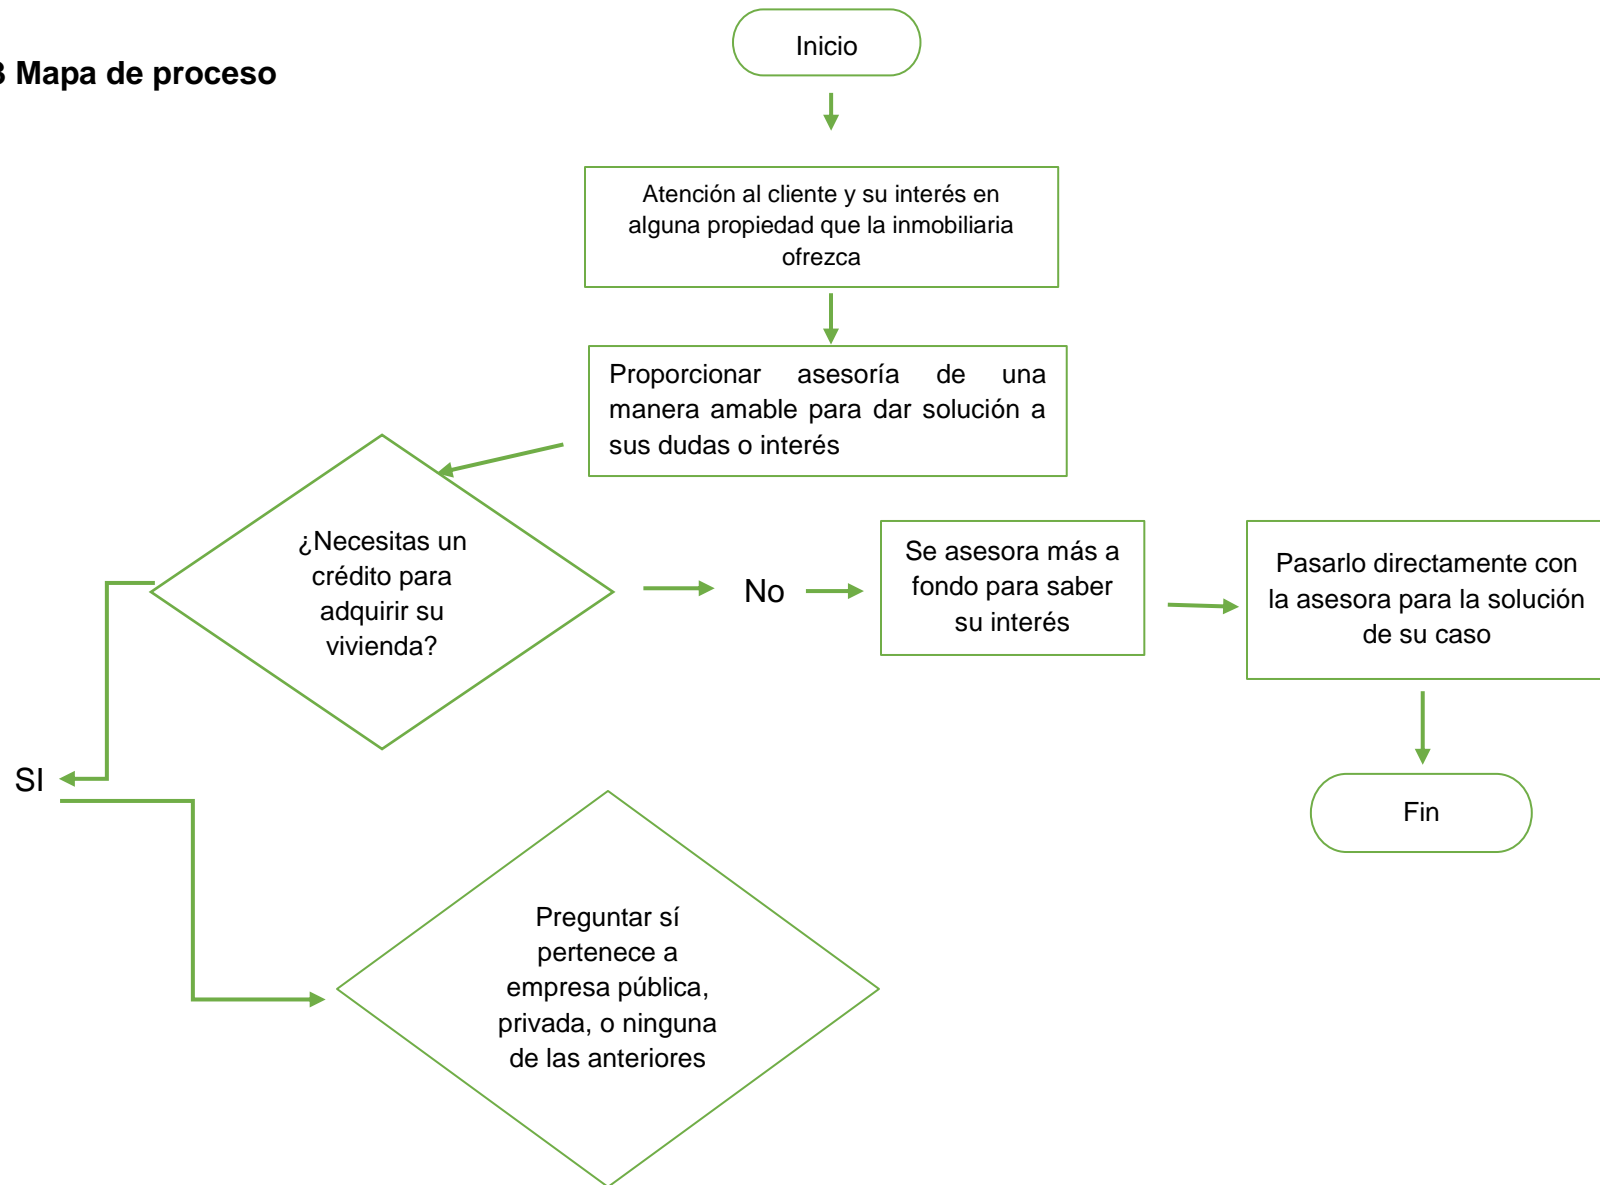 Inicio
3 Mapa de proceso
Atención al cliente y su interés en
alguna propiedad que la inmobiliaria
ofrezca
Proporcionar asesoría de una
manera amable para dar solución a
sus dudas o interés
¿Necesitas un
crédito para
adquirir su
vivienda?
No
Se asesora más a
fondo para saber
su interés
Pasarlo directamente con
la asesora para la solución
de su caso
SI
Fin
Preguntar sí
pertenece a
empresa pública,
privada, o ninguna
de las anteriores